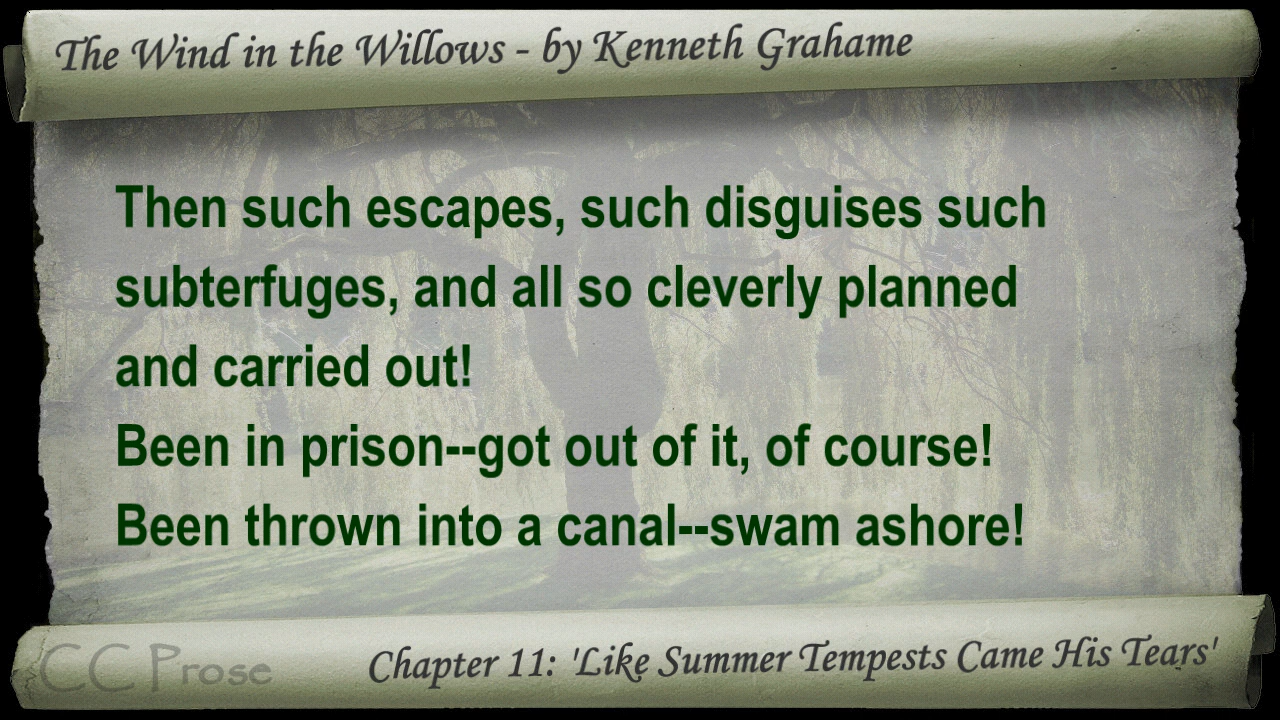 The Wind in the Willows - by Kenneth Grahame
Then such escapes, such disguises such
subterfuges, and all so cleverly planned
and carried out!
Been in prison--got out of it, of course!
Been thrown into a canal--swam ashore!
CC Prose
Chapter 11: 'Like Summer Tempests Came His Tears'